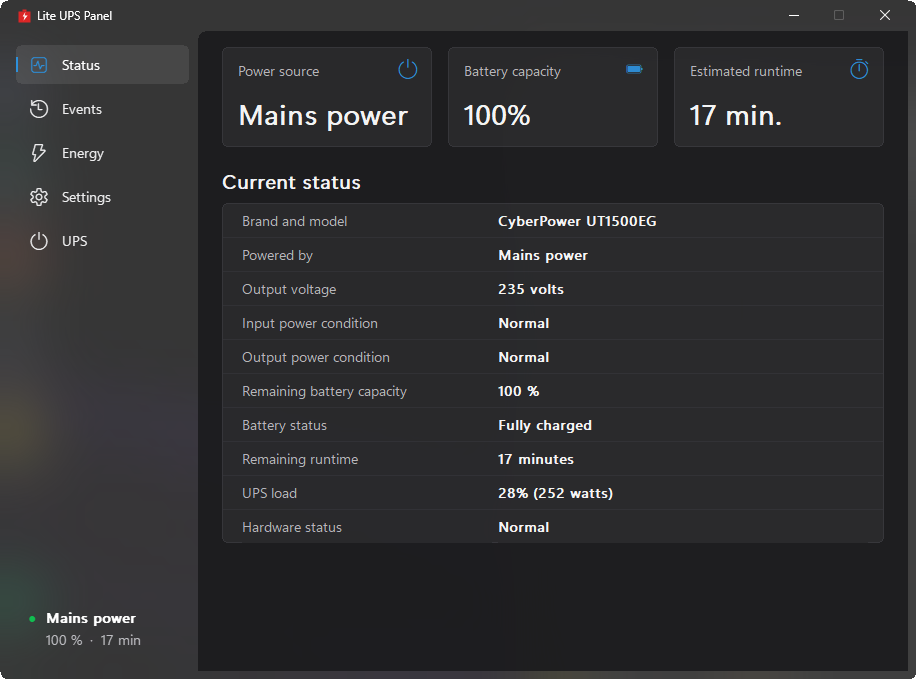 Lite UPS Panel
Status
Events
Energy
Settings
UPS
Mains power
100 % · 17 min
Power source
Mains power
Battery capacity
100%
Estimated runtime
17 min.
Current status
Brand and model CyberPower UT1500EG
Powered by Mains power
Output voltage 235 volts
Input power condition Normal
Output power condition Normal
Remaining battery capacity 100 %
Battery status Fully charged
Remaining runtime 17 minutes
UPS load 28% (252 watts)
Hardware status Normal